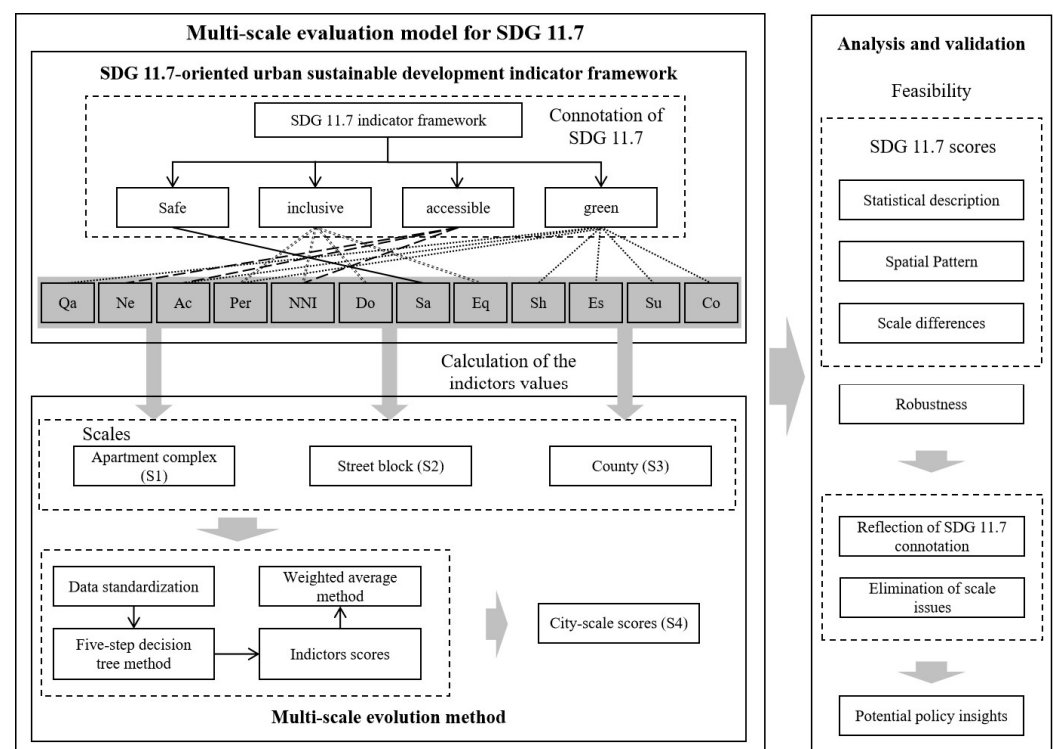 Multi-scale evaluation model for SDG 11.7
SDG 11.7-oriented urban sustainable development indicator framework
SDG 11.7 indicator framework
Connotation of
SDG 11.7
Safe
inclusive
accessible
green
Qa
Ne
Ac
Per
NNI
Do
Sa
Eq
Sh
Es
Su
Co
Calculation of the
indictors values
Scales
Apartment complex
(S1)
Street block (S2)
County (S3)
Data standardization
Weighted average
method
Five-step decision
tree method
Indictors scores
City-scale scores (S4)
Multi-scale evolution method
Analysis and validation
Feasibility
SDG 11.7 scores
Statistical description
Spatial Pattern
Scale differences
Robustness
Reflection of SDG 11.7
connotation
Elimination of scale
issues
Potential policy insights